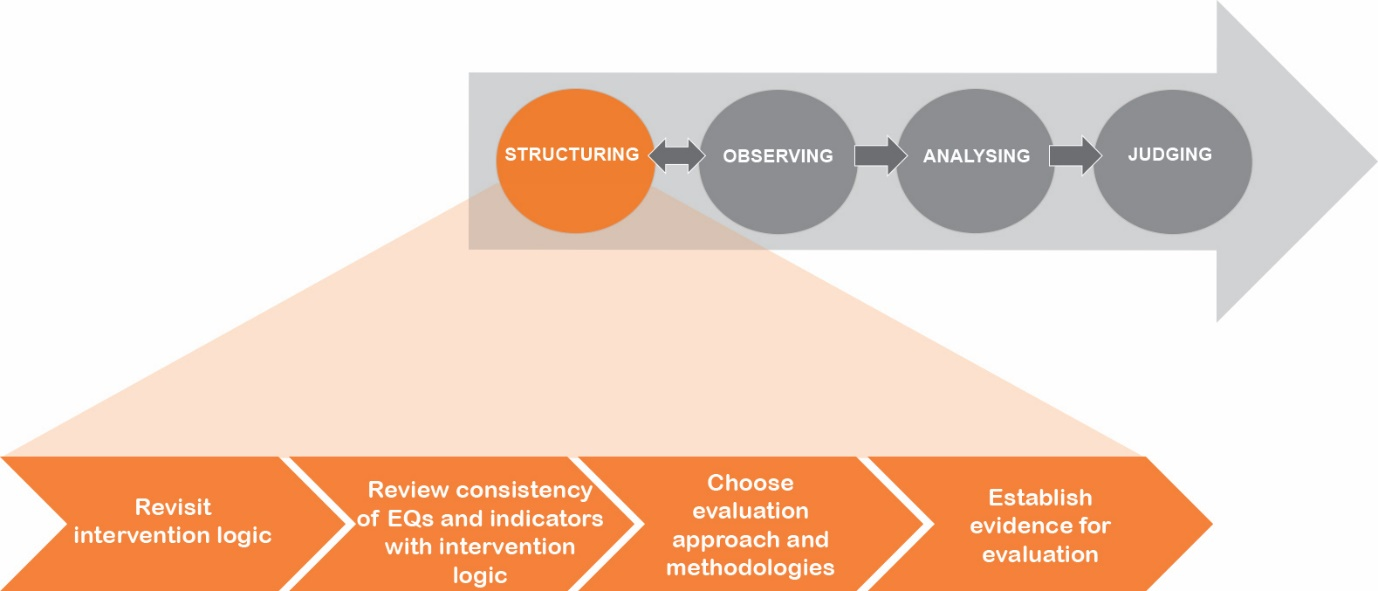 STRUCTURING
OBSERVING
ANALYSING
JUDGING
Revisit
intervention logic
Review consistency
of EQs and indicators
with intervention
logic
Choose
evaluation
approach and
methodologies
Establish
evidence for
evaluation